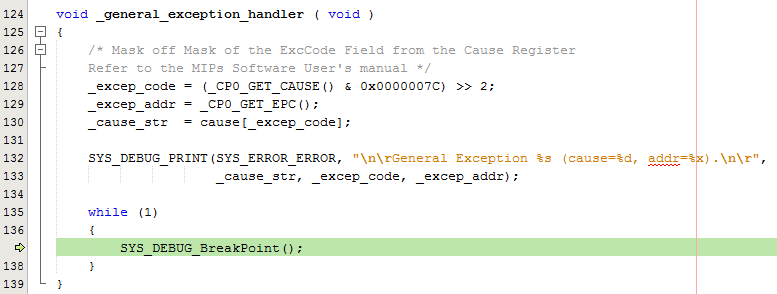 124 void _general_exception_handler ( void )
125 {
126 /* Mask off Mask of the ExcCode Field from the Cause Register
127 Refer to the MIPs Software User's manual */
128 _excep_code = (_CP0_GET_CAUSE() & 0x0000007C) >> 2;
129 _excep_addr = _CP0_GET_EPC();
130 _cause_str  = cause[_excep_code];
131
132 SYS_DEBUG_PRINT(SYS_ERROR_ERROR, "\n\rGeneral Exception %s (cause=%d, addr=%x).\n\r",
133 _cause_str, _excep_code, _excep_addr);
134
135 while (1)
136 {
SYS_DEBUG_BreakPoint();
138 }
139 }